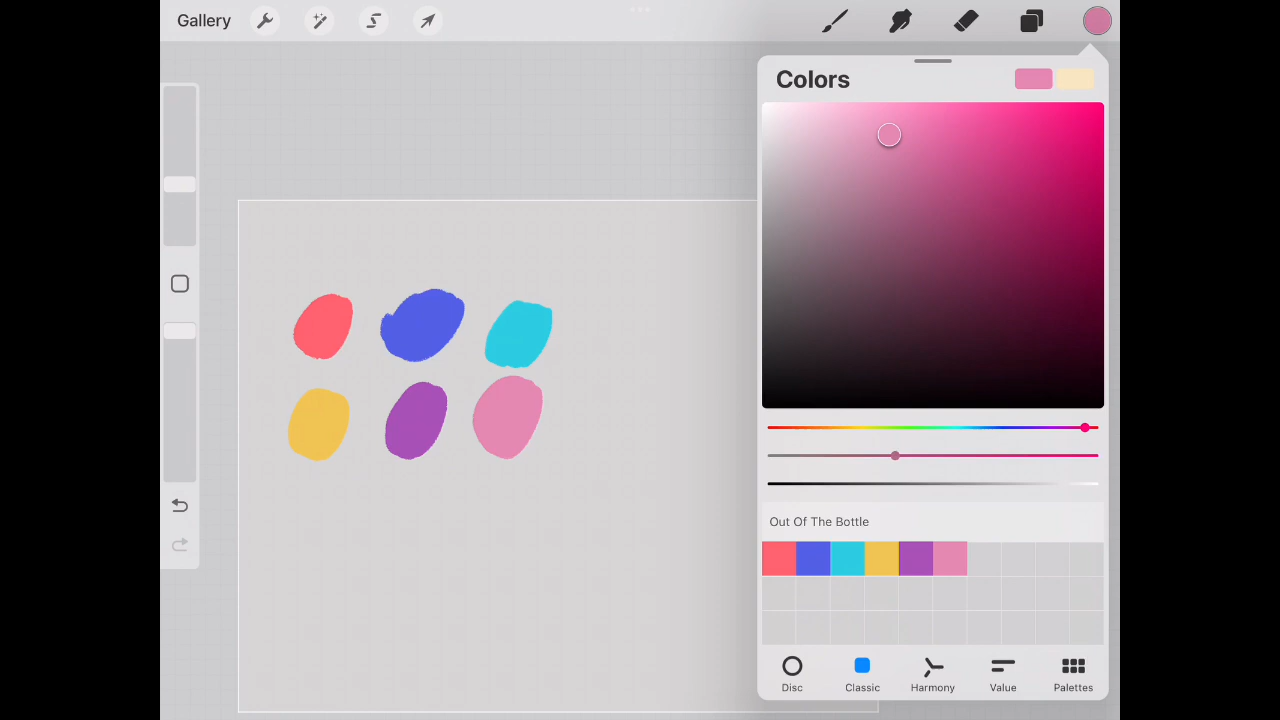 Gallery
Colors
Out Of The Bottle
Disc
Classic
Harmony
Value
Palettes